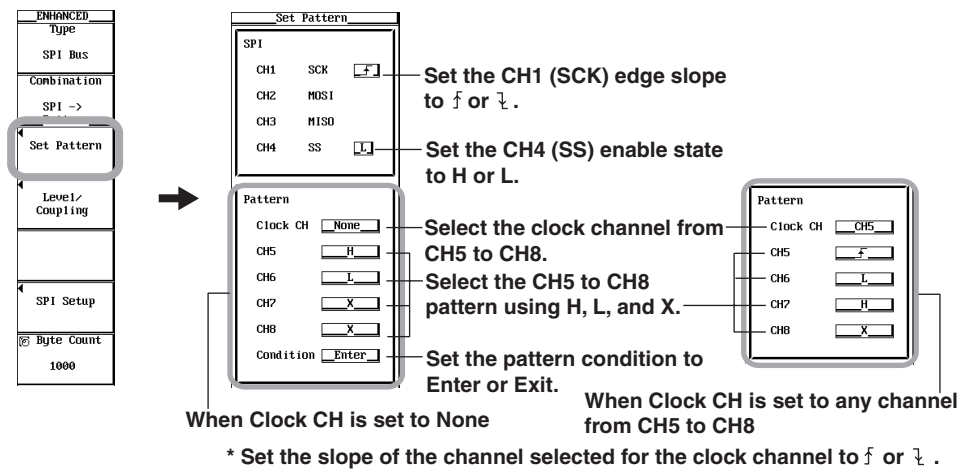 ENHANCED
Type
SPI Bus
Combination
SPI ->
Set Pattern
Level/
Coupling
SPI Setup
Byte Count
1000
Set Pattern
SPI
CH1 SCK
CH2 MOSI
CH3 MISO
CH4 SS L
Set the CH1 (SCK) edge slope
to or .
Set the CH4 (SS) enable state
to H or L.
Pattern
Clock CH None
CH5 H
CH6 L
CH7 X
CH8 X
Condition Enter
Select the clock channel from
CH5 to CH8.
Select the CH5 to CH8
pattern using H, L, and X.
Set the pattern condition to
Enter or Exit.
When Clock CH is set to None
Pattern
Clock CH CH5
CH5
CH6 L
CH7 H
CH8 X
When Clock CH is set to any channel
from CH5 to CH8
* Set the slope of the channel selected for the clock channel to or .